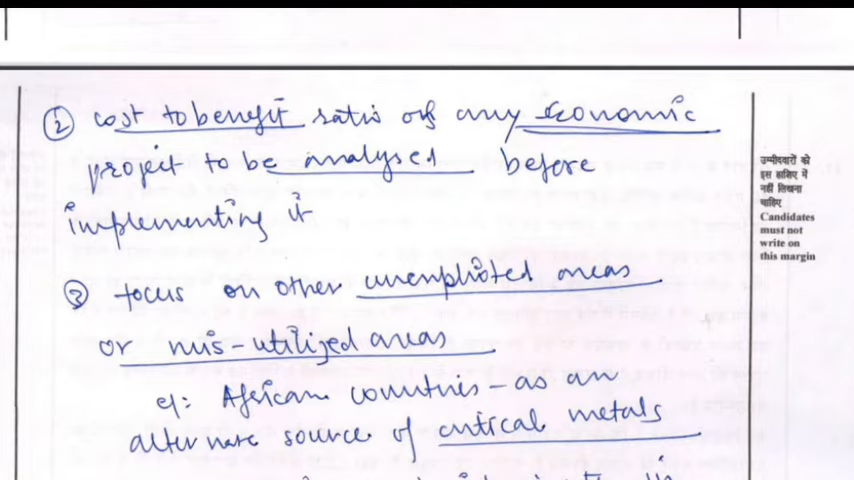 ② cost to benefit ratio of any economic
project to be analysed before
implementing it
③ focus on other unexploited areas
or mis-utilized areas
eg: African countries - as an
alternate source of critical metals
उम्मीदवारों को
इस हाशिए में
नहीं लिखना
चाहिए
Candidates
must not
write on
this margin